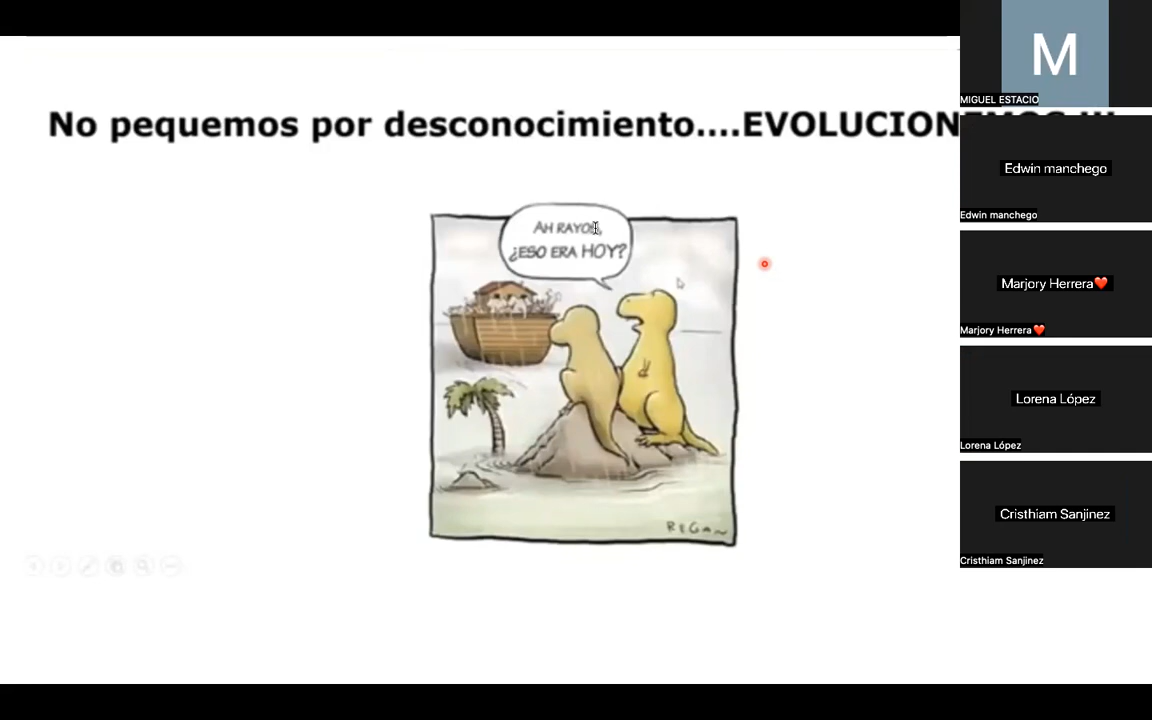 No pequemos por desconocimiento....EVOLUCIONEMOS !!!
AH RAYOS,
¿ESO ERA HOY?
REGAN
M
MIGUEL ESTACIO
Edwin manchego
Edwin manchego
Marjory Herrera❤️
Marjory Herrera❤️
Lorena López
Lorena López
Cristhiam Sanjinez
Cristhiam Sanjinez